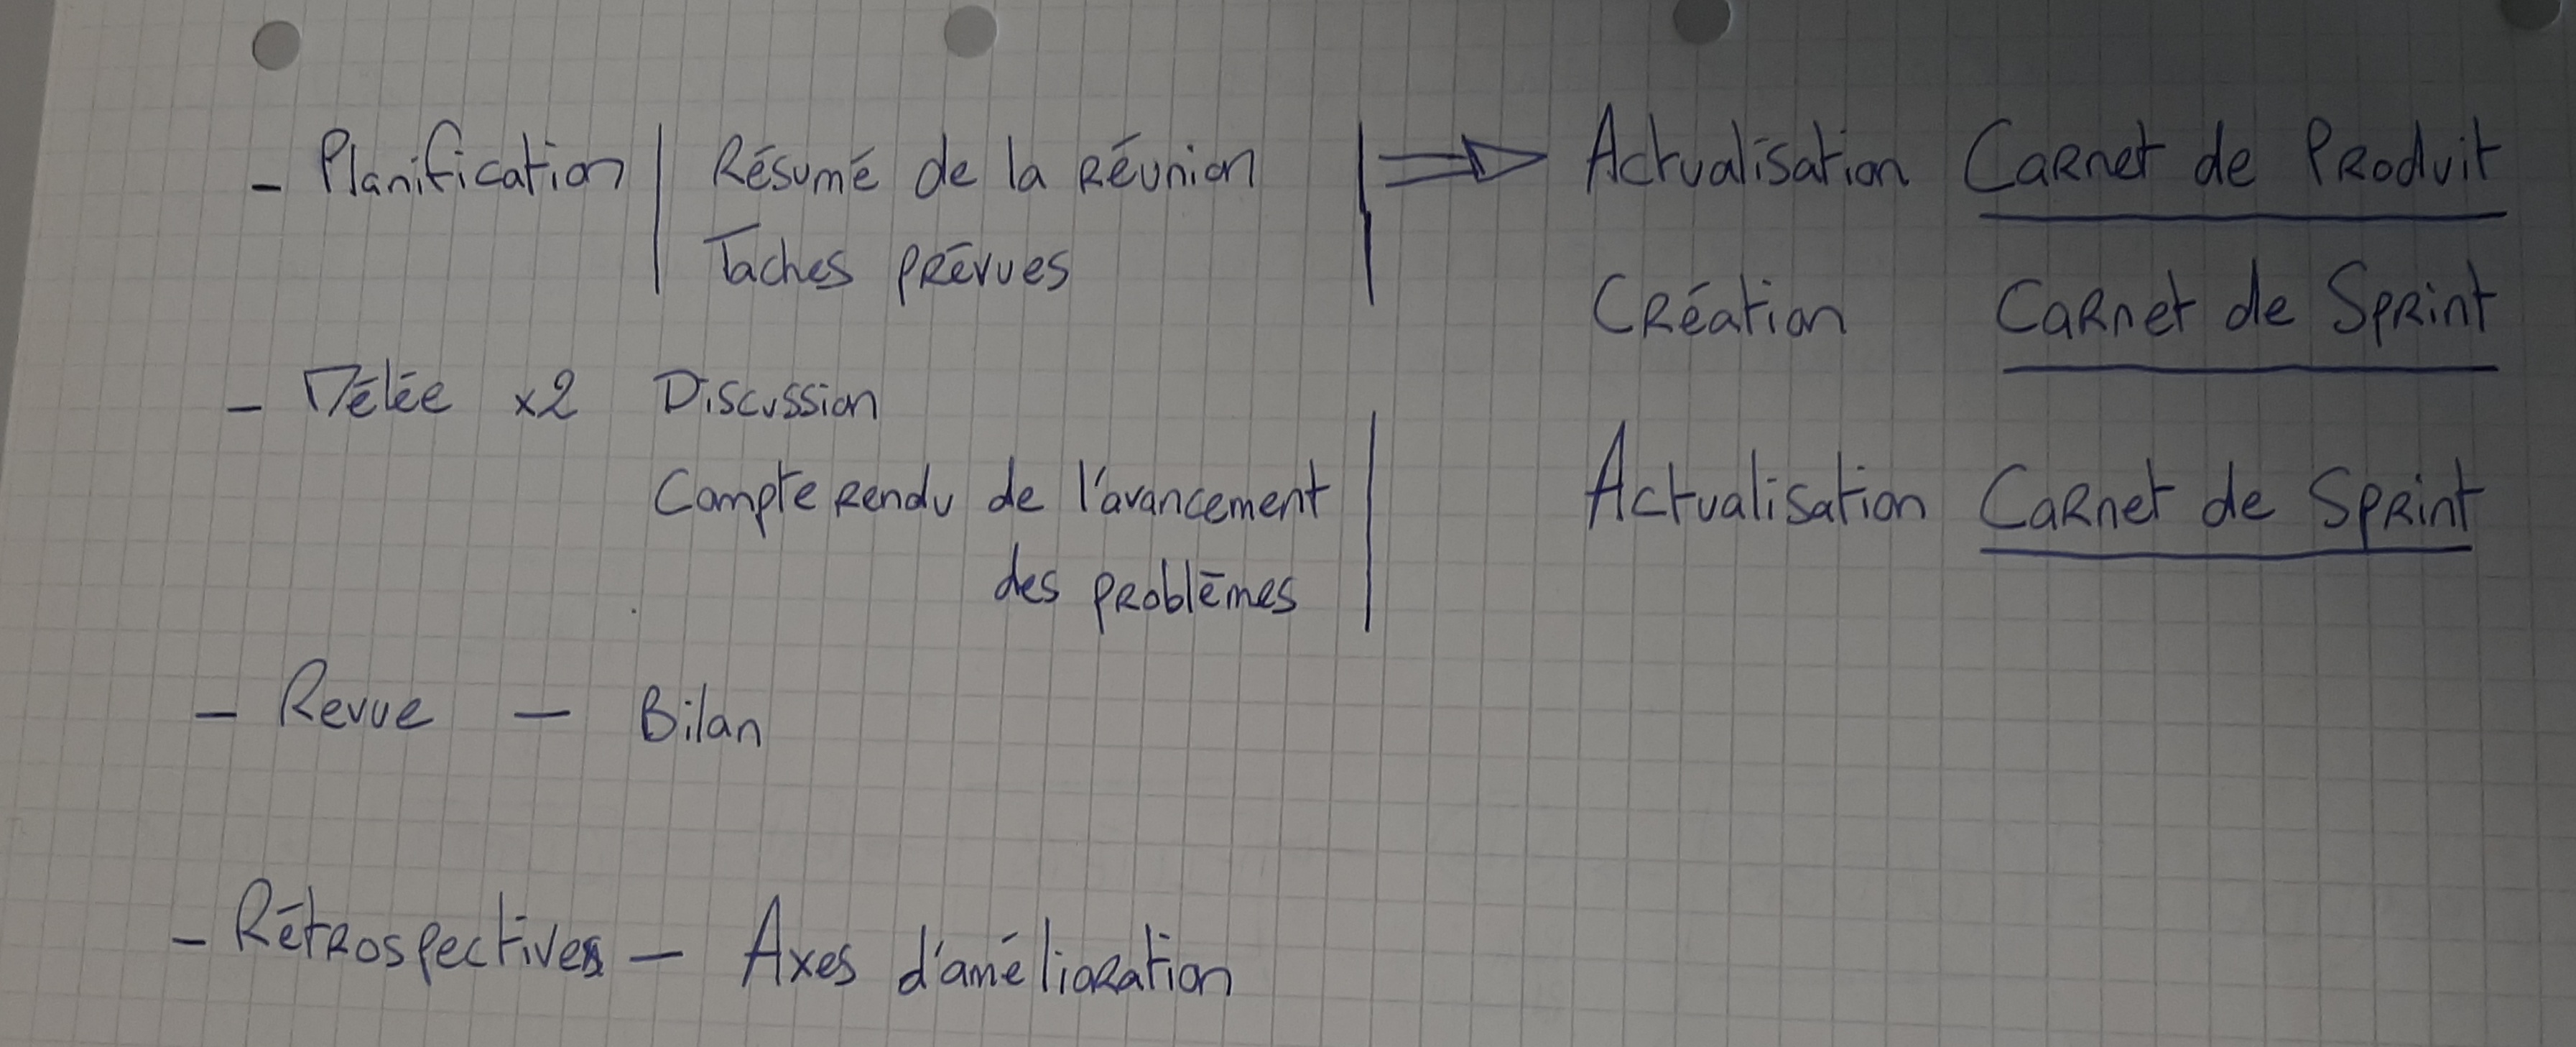 - Planification | Résumé de la Réunion | ⇒ Actualisation Carnet de Produit
Taches prévues
Création Carnet de Sprint
- Mêlée x2 Discussion
Compte rendu de l'avancement | Actualisation Carnet de Sprint
des problèmes
- Revue - Bilan
- Rétrospective - Axes d'amélioration